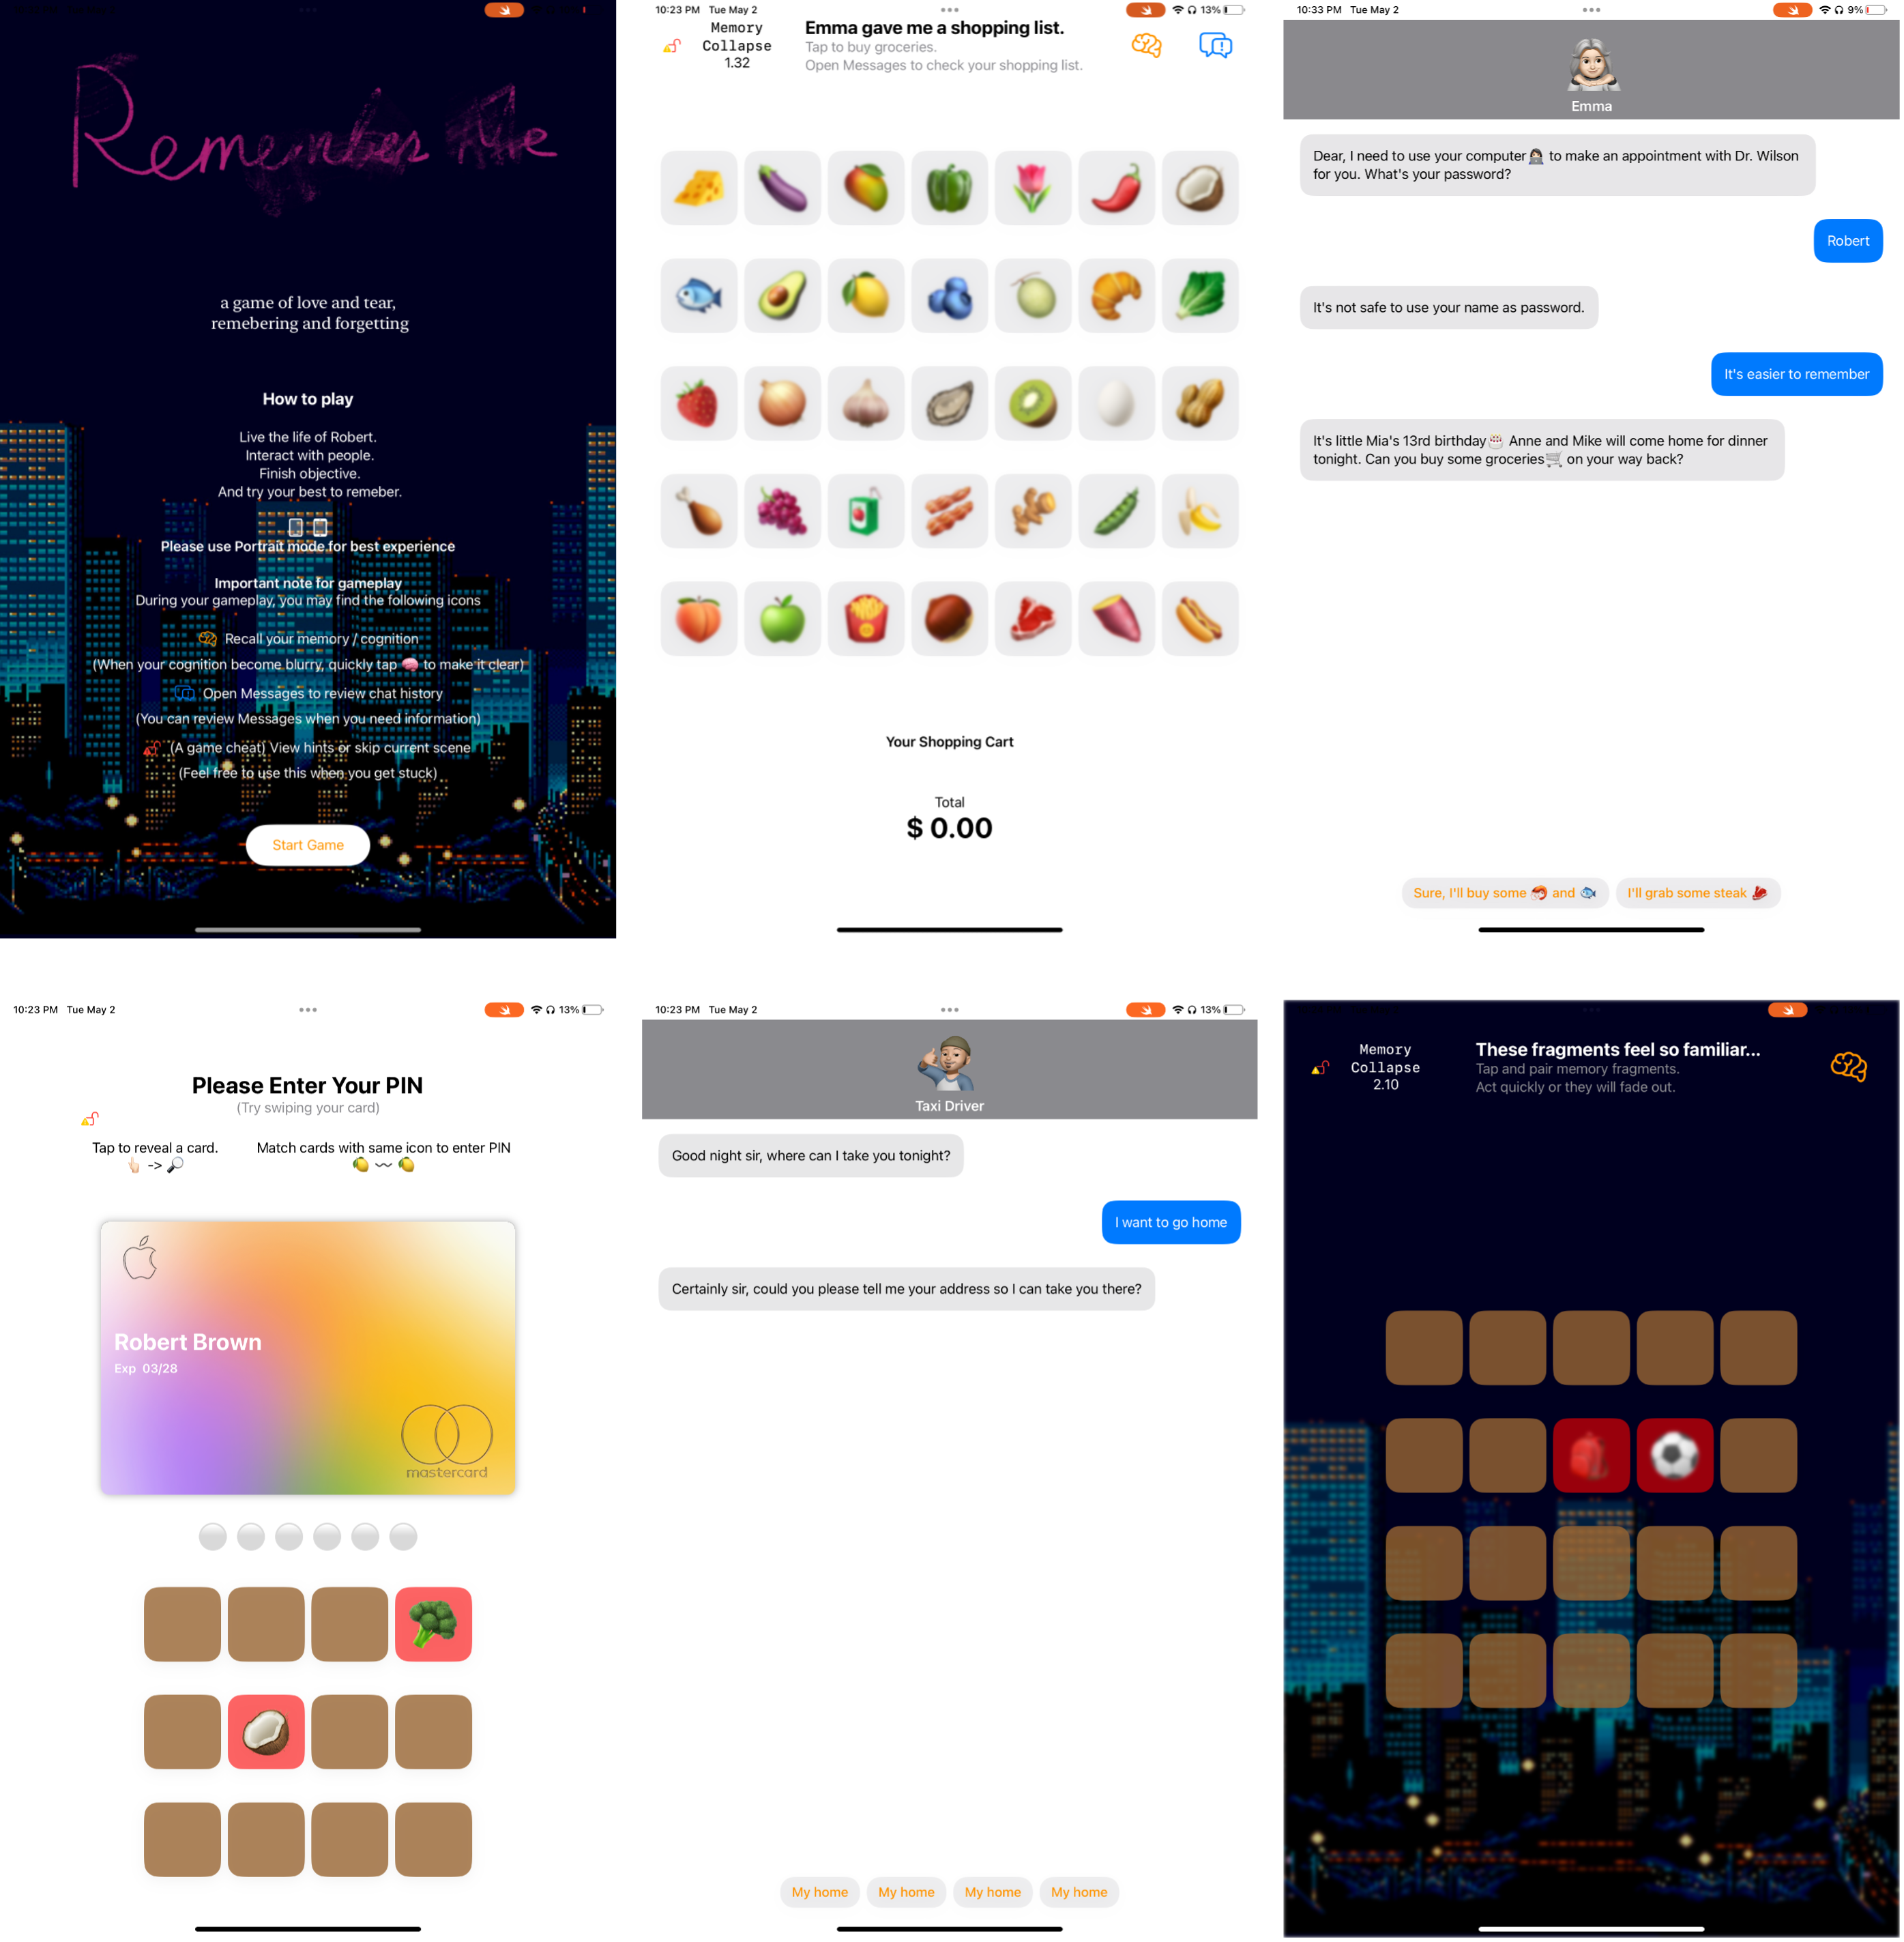 Remember Me
a game of love and tear,
remebering and forgetting
How to play
Live the life of Robert.
Interact with people.
Finish objective.
And try your best to remeber.
Please use Portrait mode for best experience
Important note for gameplay
During your gameplay, you may find the following icons
Recall your memory / cognition
(When your cognition become blurry, quickly tap 🧠 to make it clear)
Open Messages to review chat history
(You can review Messages when you need information)
(A game cheat) View hints or skip current scene
(Feel free to use this when you get stuck)
Start Game
10:23 PM Tue May 2
13%
Memory
Collapse
1.32
Emma gave me a shopping list.
Tap to buy groceries.
Open Messages to check your shopping list.
Your Shopping Cart
Total
$ 0.00
10:33 PM Tue May 2
9%
Emma
Dear, I need to use your computer👩🏻‍💻 to make an appointment with Dr. Wilson
for you. What's your password?
Robert
It's not safe to use your name as password.
It's easier to remember
It's little Mia's 13rd birthday🎂 Anne and Mike will come home for dinner
tonight. Can you buy some groceries🛒 on your way back?
Sure, I'll buy some 🦐 and 🐟
I'll grab some steak 🥩
10:23 PM Tue May 2
13%
Please Enter Your PIN
(Try swiping your card)
Tap to reveal a card.
👆🏻 -> 🔎
Match cards with same icon to enter PIN
🍋 〰️ 🍋
Robert Brown
Exp 03/28
mastercard
10:23 PM Tue May 2
13%
Taxi Driver
Good night sir, where can I take you tonight?
I want to go home
Certainly sir, could you please tell me your address so I can take you there?
My home
My home
My home
My home
Memory
Collapse
2.10
These fragments feel so familiar...
Tap and pair memory fragments.
Act quickly or they will fade out.